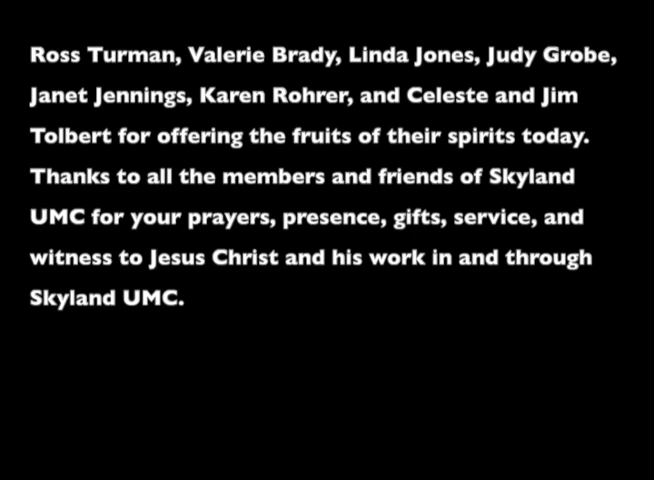 Ross Turman, Valerie Brady, Linda Jones, Judy Grobe,
Janet Jennings, Karen Rohrer, and Celeste and Jim
Tolbert for offering the fruits of their spirits today.
Thanks to all the members and friends of Skyland
UMC for your prayers, presence, gifts, service, and
witness to Jesus Christ and his work in and through
Skyland UMC.